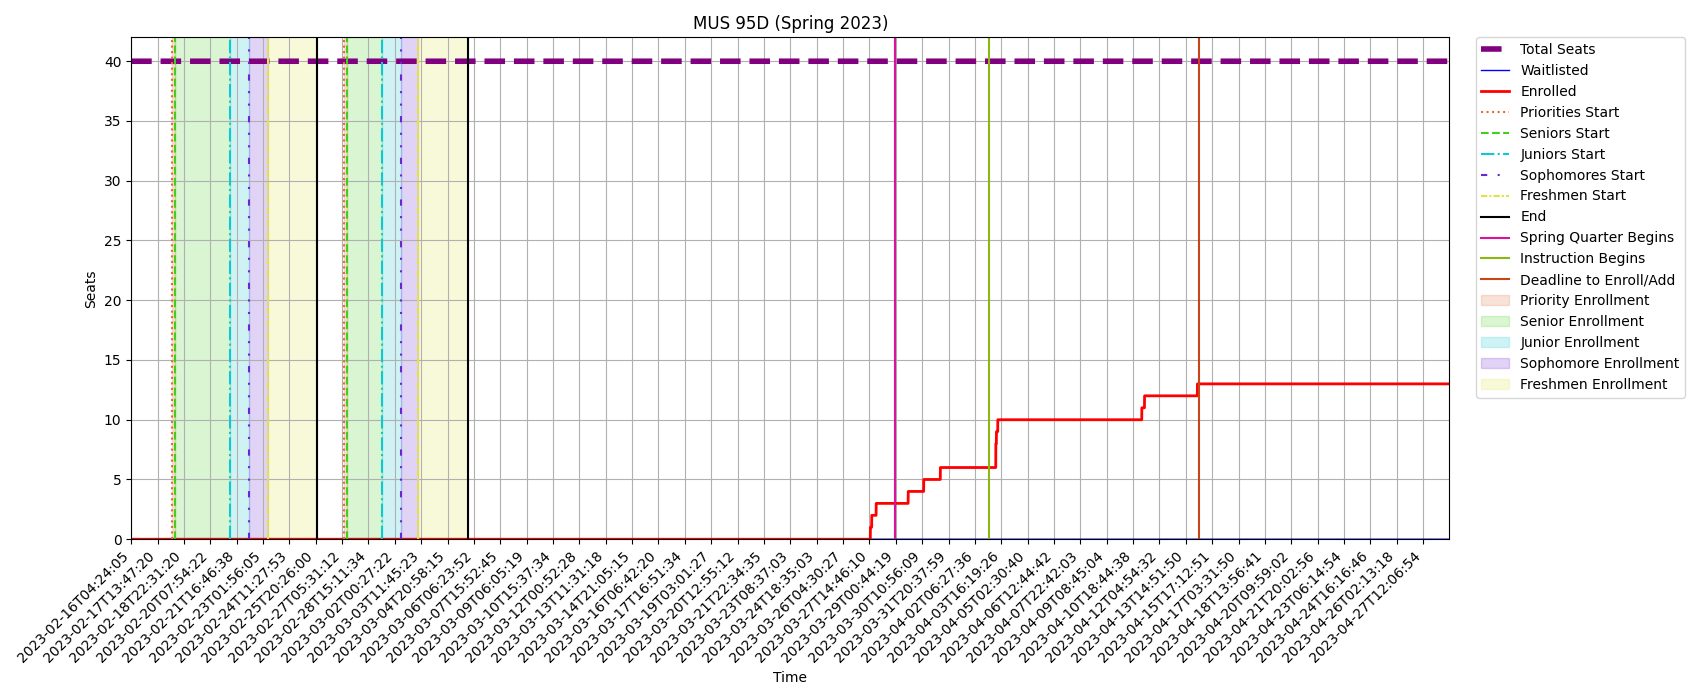 MUS 95D (Spring 2023)
Seats
40
35
30
25
20
15
10
5
0
2023-02-16T04:24:05
2023-02-17T13:47:20
2023-02-18T22:31:20
2023-02-20T07:54:22
2023-02-21T16:46:38
2023-02-23T01:56:05
2023-02-24T11:27:53
2023-02-25T20:26:00
2023-02-27T05:31:12
2023-02-28T15:11:34
2023-03-02T00:27:22
2023-03-03T11:45:23
2023-03-04T20:58:15
2023-03-06T06:23:52
2023-03-07T15:52:45
2023-03-09T06:05:19
2023-03-10T15:37:34
2023-03-12T00:52:28
2023-03-13T11:31:18
2023-03-14T21:05:15
2023-03-16T06:42:20
2023-03-17T16:51:34
2023-03-19T03:01:27
2023-03-20T12:55:12
2023-03-21T22:34:35
2023-03-23T08:37:03
2023-03-24T18:35:03
2023-03-26T04:30:27
2023-03-27T14:46:10
2023-03-29T00:44:19
2023-03-30T10:56:09
2023-03-31T20:37:59
2023-04-02T06:27:36
2023-04-03T16:19:26
2023-04-05T02:30:40
2023-04-06T12:44:42
2023-04-07T22:42:03
2023-04-09T08:45:04
2023-04-10T18:44:38
2023-04-12T04:54:32
2023-04-13T14:51:50
2023-04-15T17:12:51
2023-04-17T03:31:50
2023-04-18T13:56:41
2023-04-20T09:59:02
2023-04-21T20:02:56
2023-04-23T06:14:54
2023-04-24T16:16:46
2023-04-26T02:13:18
2023-04-27T12:06:54
Time
Total Seats
Waitlisted
Enrolled
Priorities Start
Seniors Start
Juniors Start
Sophomores Start
Freshmen Start
End
Spring Quarter Begins
Instruction Begins
Deadline to Enroll/Add
Priority Enrollment
Senior Enrollment
Junior Enrollment
Sophomore Enrollment
Freshmen Enrollment